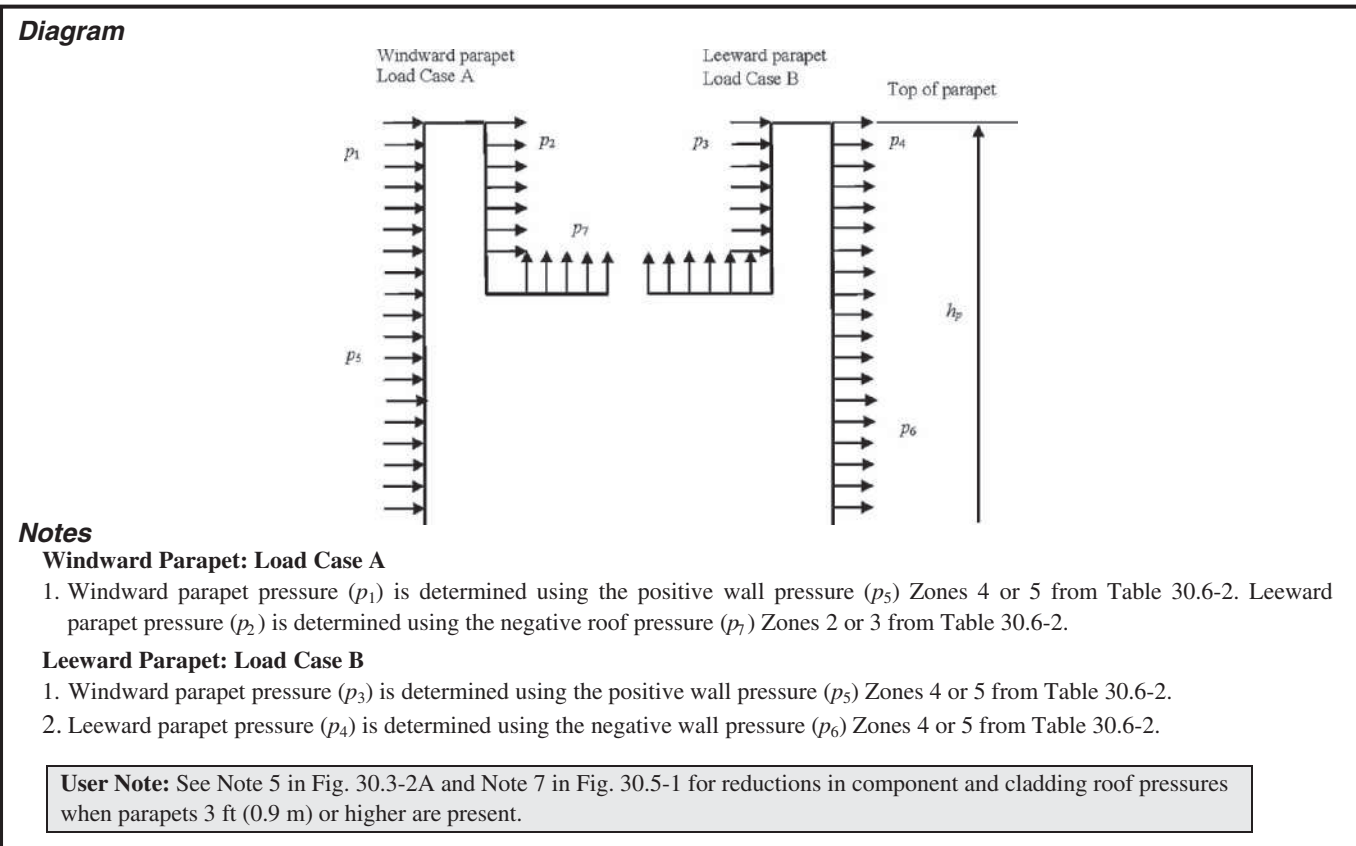 Diagram
Windward parapet
Load Case A
Leeward parapet
Load Case B
Top of parapet
p1
p2
p3
p4
p7
hp
p5
p6
Notes
Windward Parapet: Load Case A
1. Windward parapet pressure (p1) is determined using the positive wall pressure (p5) Zones 4 or 5 from Table 30.6-2. Leeward
parapet pressure (p2) is determined using the negative roof pressure (p7) Zones 2 or 3 from Table 30.6-2.
Leeward Parapet: Load Case B
1. Windward parapet pressure (p3) is determined using the positive wall pressure (p5) Zones 4 or 5 from Table 30.6-2.
2. Leeward parapet pressure (p4) is determined using the negative wall pressure (p6) Zones 4 or 5 from Table 30.6-2.
User Note: See Note 5 in Fig. 30.3-2A and Note 7 in Fig. 30.5-1 for reductions in component and cladding roof pressures
when parapets 3 ft (0.9 m) or higher are present.